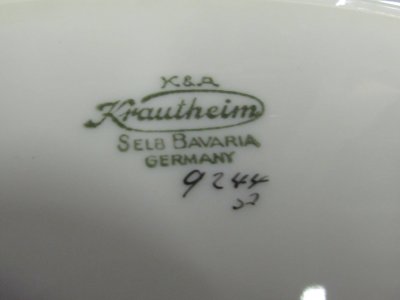 K&A
Krautheim
SELB BAVARIA
GERMANY
9244